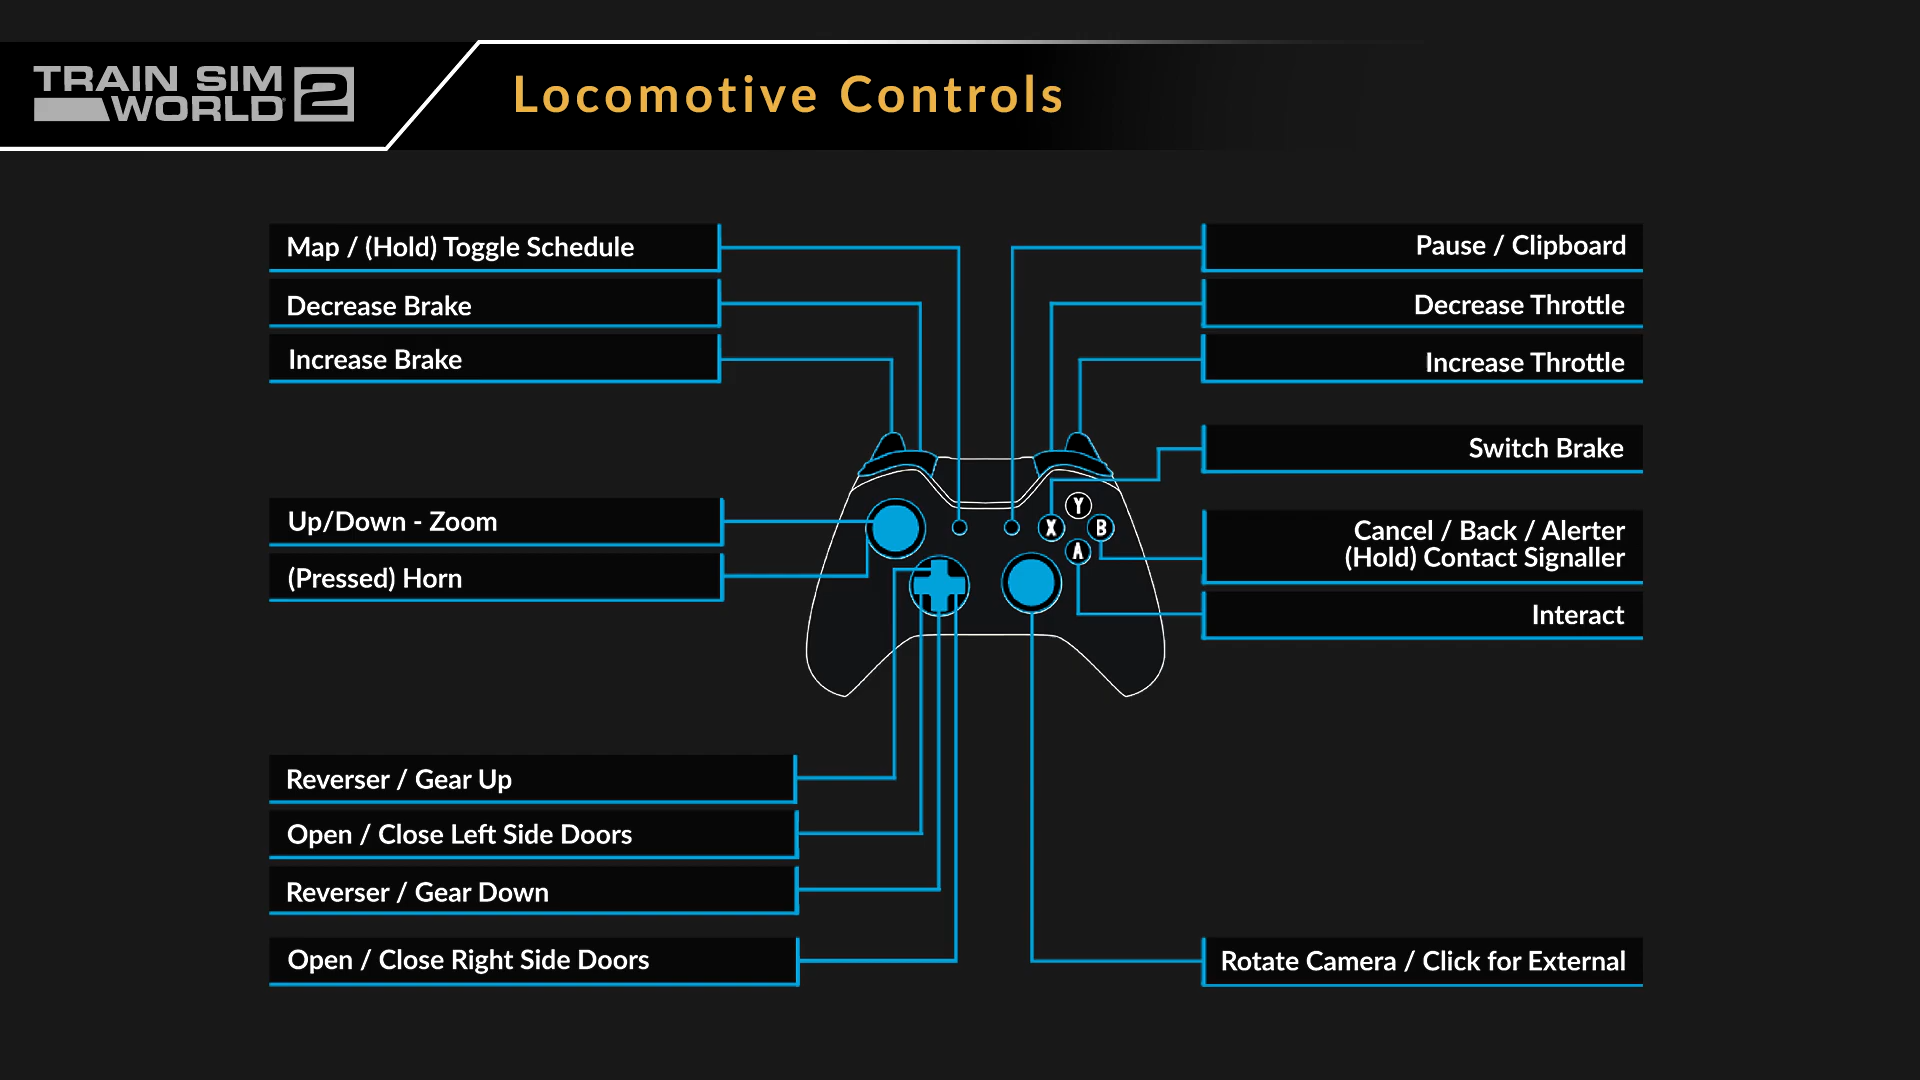 TRAIN SIM
WORLD 2
Locomotive Controls
Map / (Hold) Toggle Schedule
Decrease Brake
Increase Brake
Up/Down - Zoom
(Pressed) Horn
Reverser / Gear Up
Open / Close Left Side Doors
Reverser / Gear Down
Open / Close Right Side Doors
Y
X
B
A
Pause / Clipboard
Decrease Throttle
Increase Throttle
Switch Brake
Cancel / Back / Alerter
(Hold) Contact Signaller
Interact
Rotate Camera / Click for External